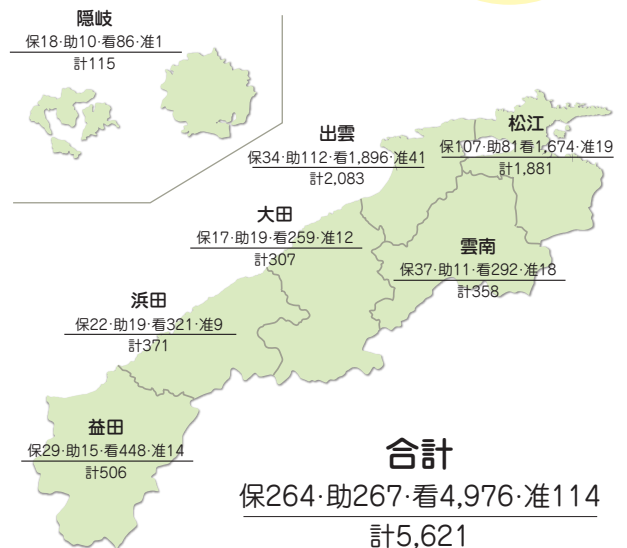 隠岐
保18·助10·看86·准1
計115
出雲
保34·助112·看1,896·准41
計2,083
松江
保107·助81看1,674·准19
計1,881
大田
保17·助19·看259·准12
計307
雲南
保37·助11·看292·准18
計358
浜田
保22·助19·看321·准9
計371
益田
保29·助15·看448·准14
計506
合計
保264·助267·看4,976·准114
計5,621